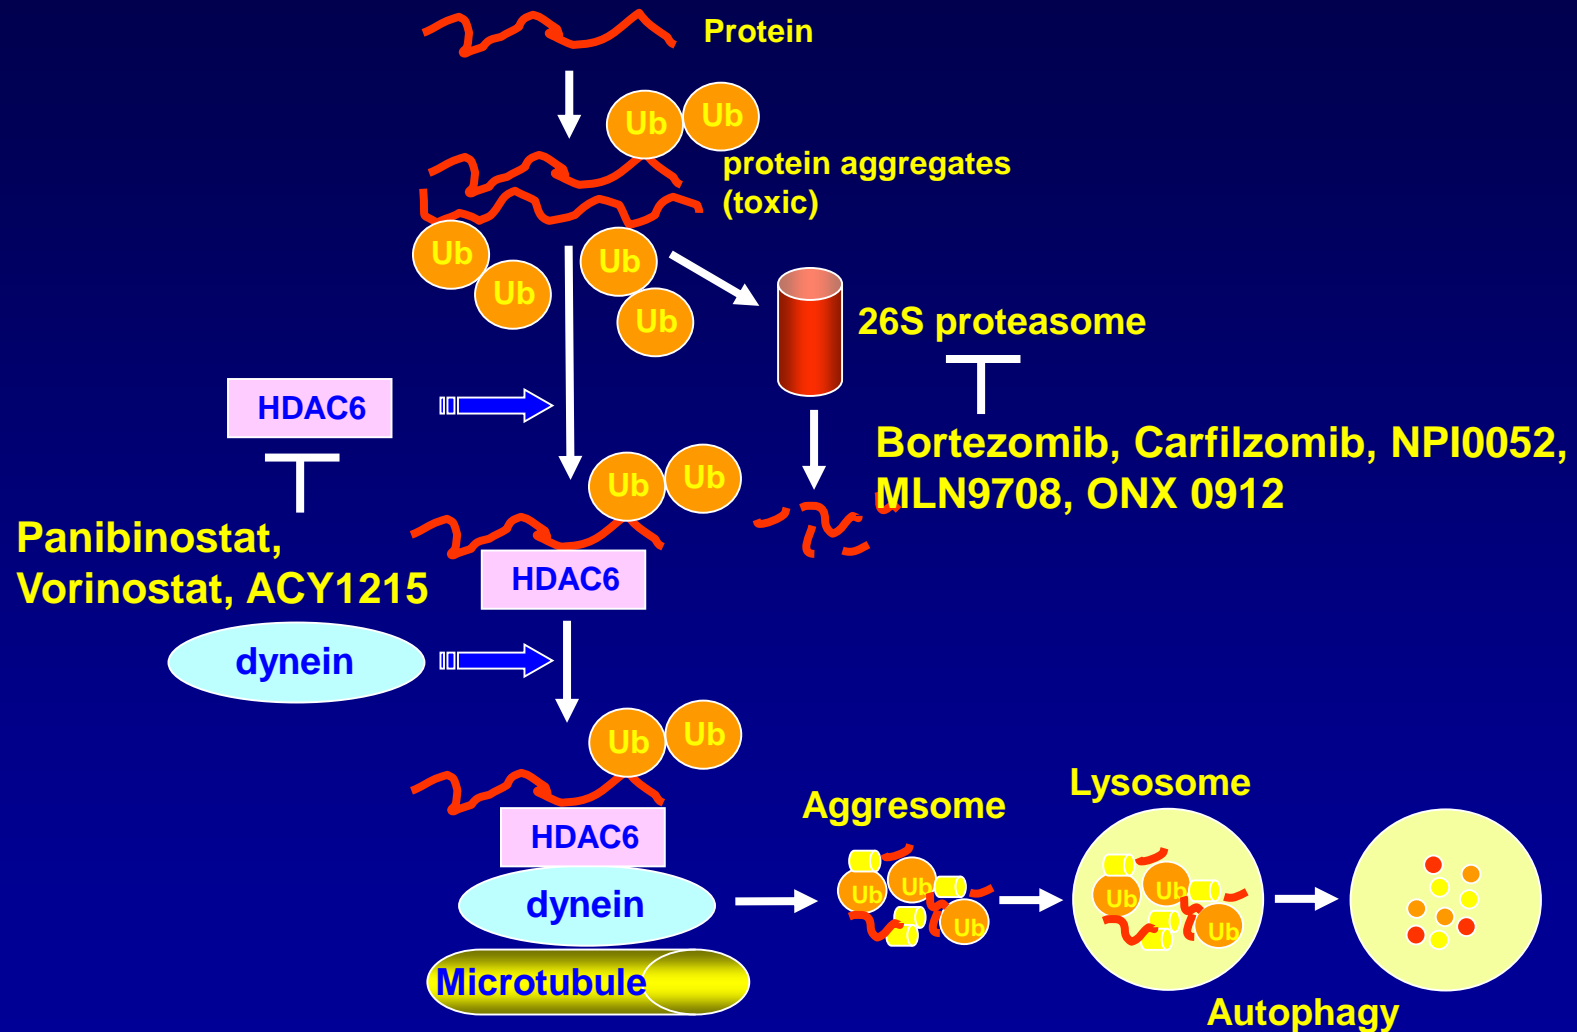 Protein
Ub
Ub
protein aggregates
(toxic)
Ub
Ub
Ub
Ub
26S proteasome
HDAC6
Bortezomib, Carfilzomib, NPI0052,
MLN9708, ONX 0912
Ub
Ub
Panibinostat,
Vorinostat, ACY1215
HDAC6
dynein
Ub
Ub
Lysosome
Aggresome
HDAC6
Ub
Ub
Ub
Ub
Ub
Ub
dynein
Microtubule
Autophagy